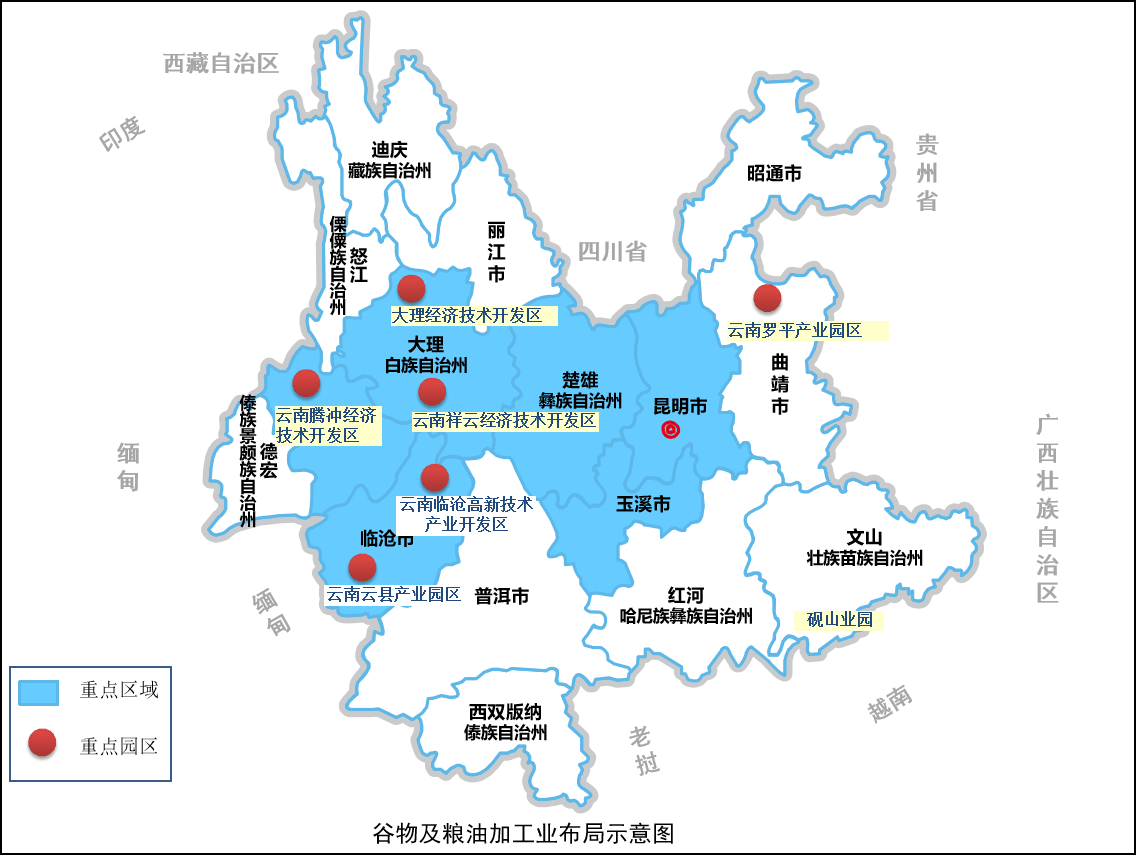 西藏自治区
印度
迪庆
藏族自治州
昭通市
贵州省
丽江市
四川省
怒江
傈僳族自治州
大理经济技术开发区
云南罗平产业园区
大理
白族自治州
曲靖市
楚雄
彝族自治州
昆明市
云南腾冲经济
技术开发区
云南祥云经济技术开发区
德宏
傣族景颇族自治州
缅甸
广西壮族自治区
云南临沧高新技术
产业开发区
玉溪市
临沧市
文山
壮族苗族自治州
云南云县产业园区
普洱市
红河
哈尼族彝族自治州
缅甸
砚山业园
重点区域
重点园区
西双版纳
傣族自治州
老挝
越南
谷物及粮油加工业布局示意图